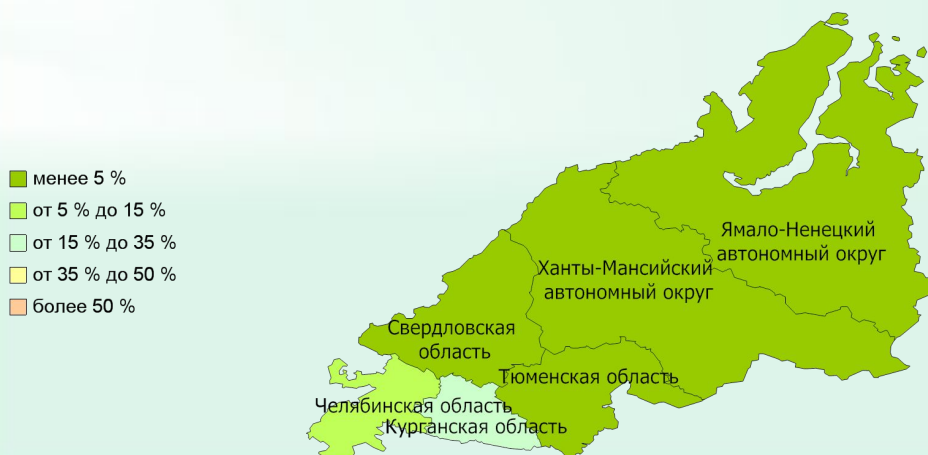 менее 5 %
от 5 % до 15 %
от 15 % до 35 %
от 35 % до 50 %
более 50 %
Ямало-Ненецкий
автономный округ
Ханты-Мансийский
автономный округ
Свердловская
область
Тюменская область
Челябинская область
Курганская область